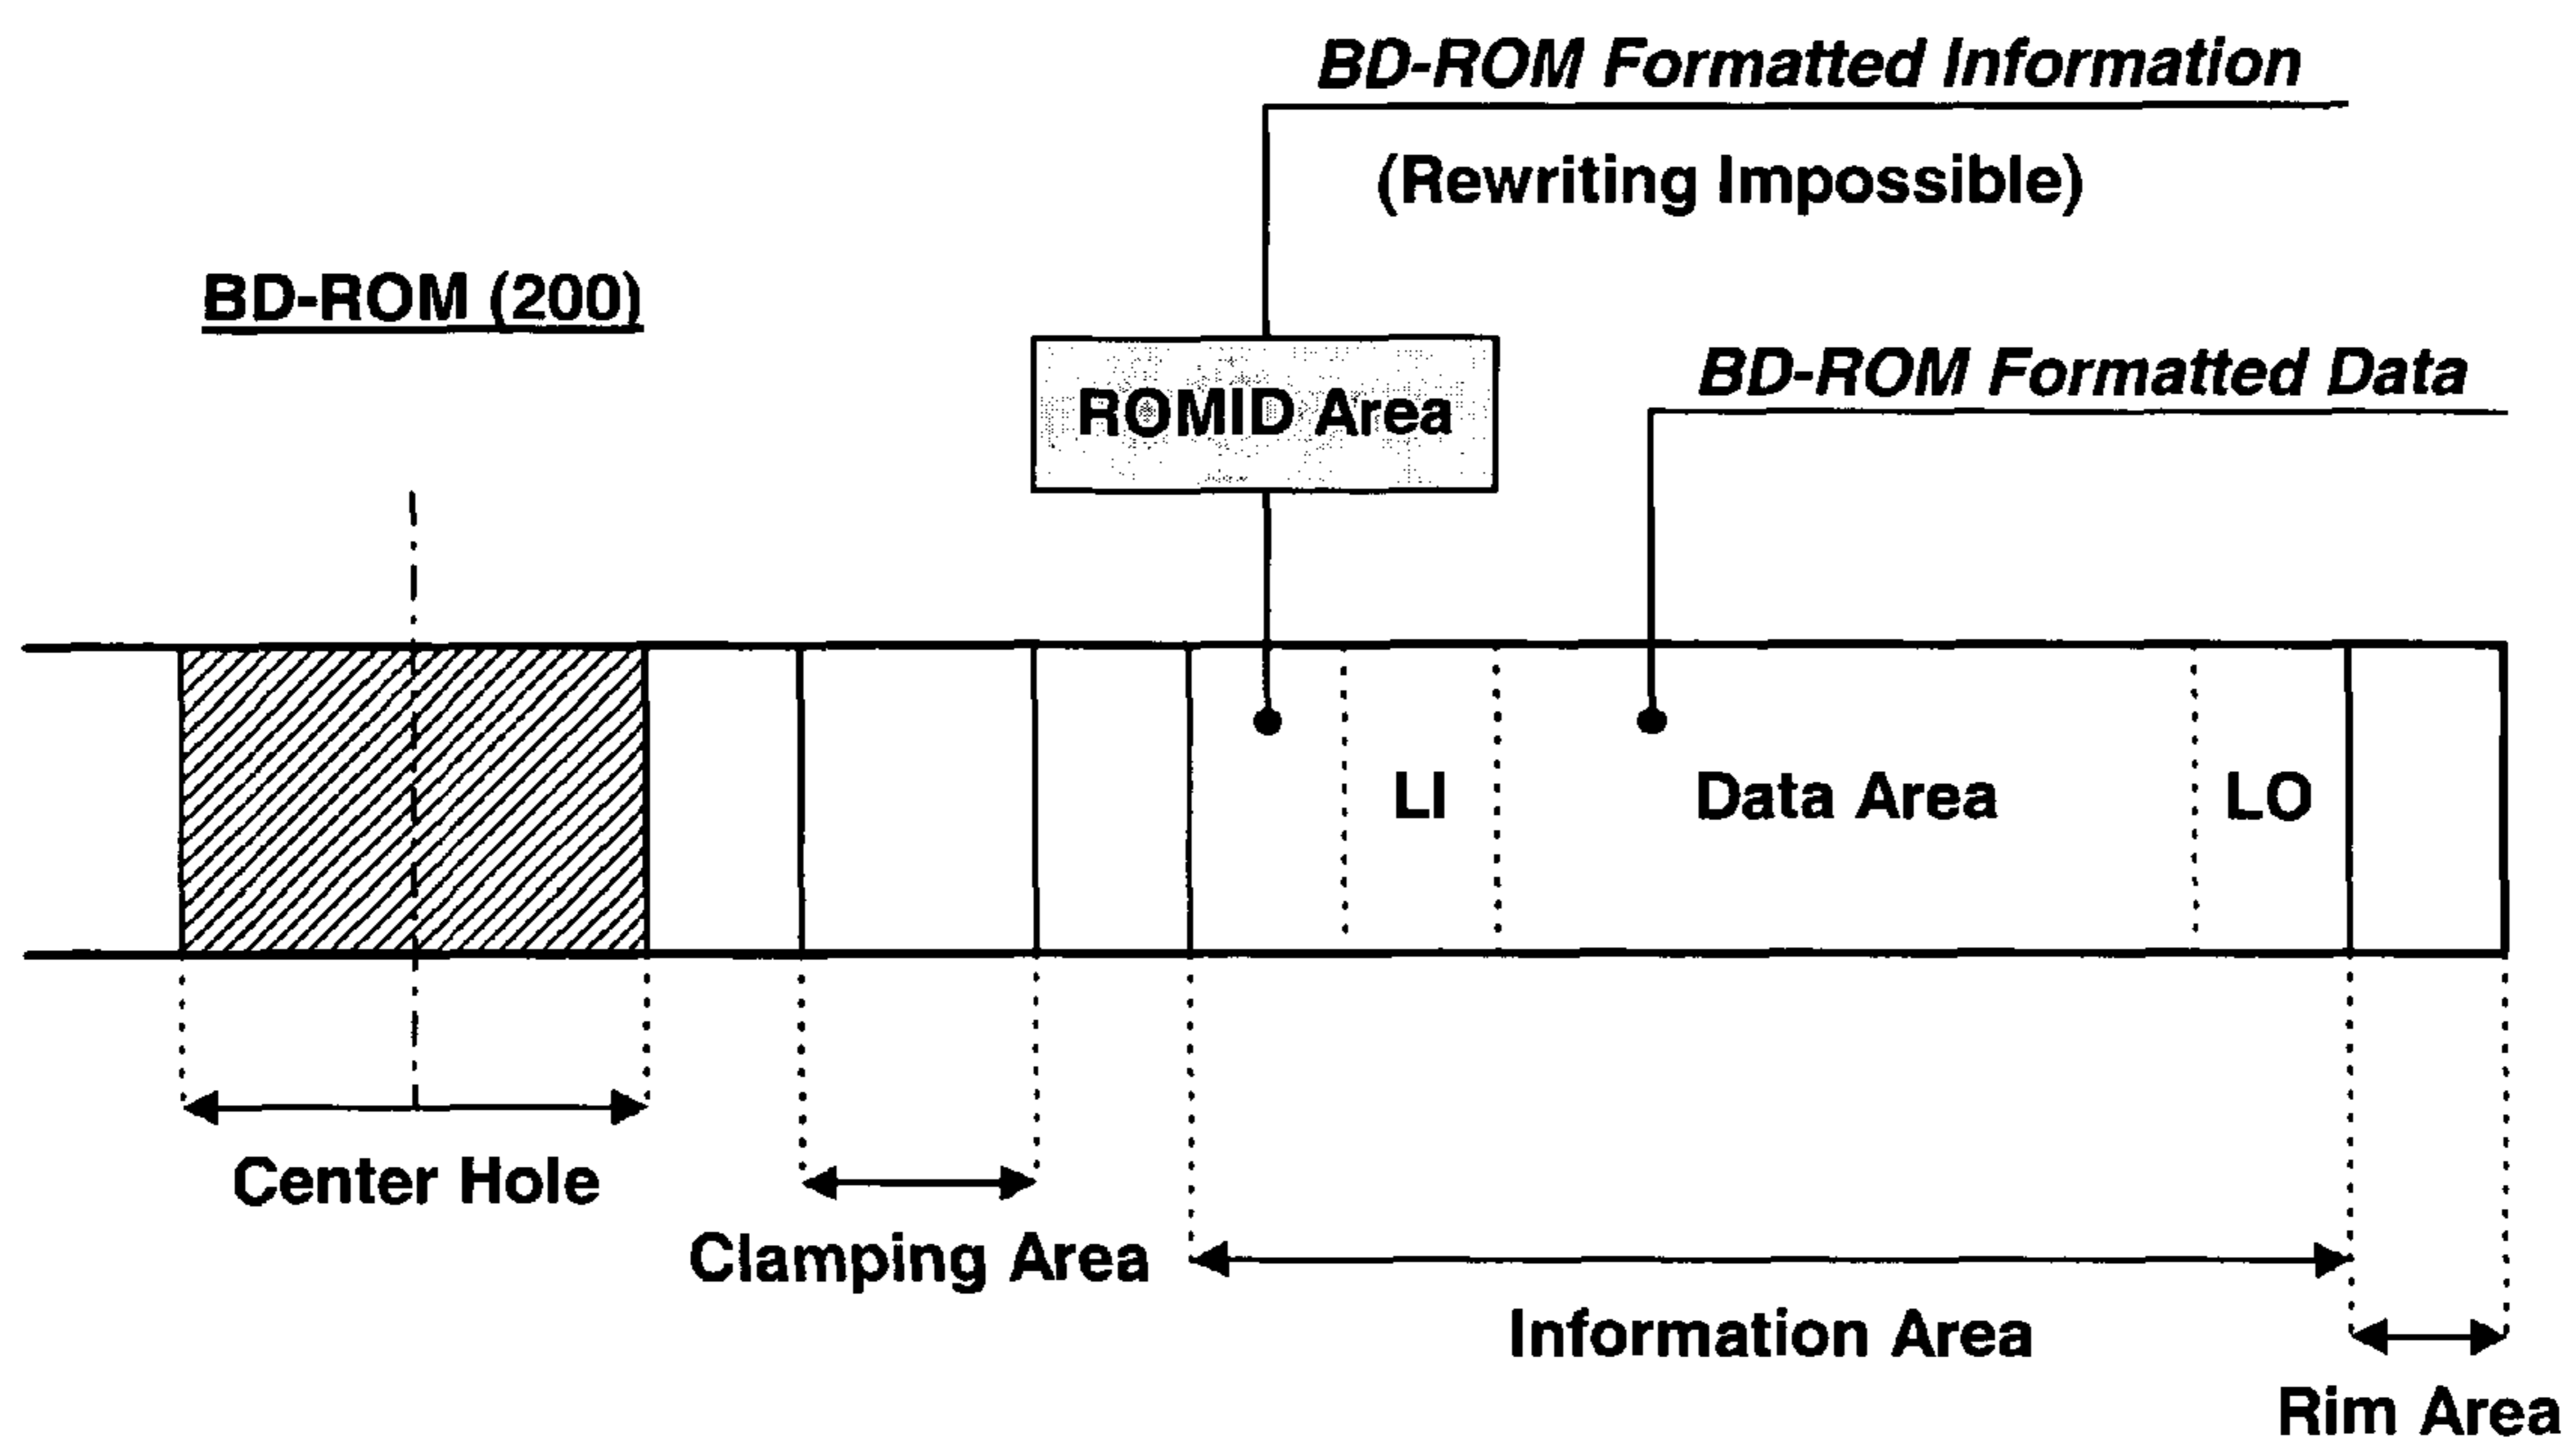 BD-ROM Formatted Information
(Rewriting Impossible)
BD-ROM (200)
ROMID Area
BD-ROM Formatted Data
LI
Data Area
LO
Center Hole
Clamping Area
Information Area
Rim Area